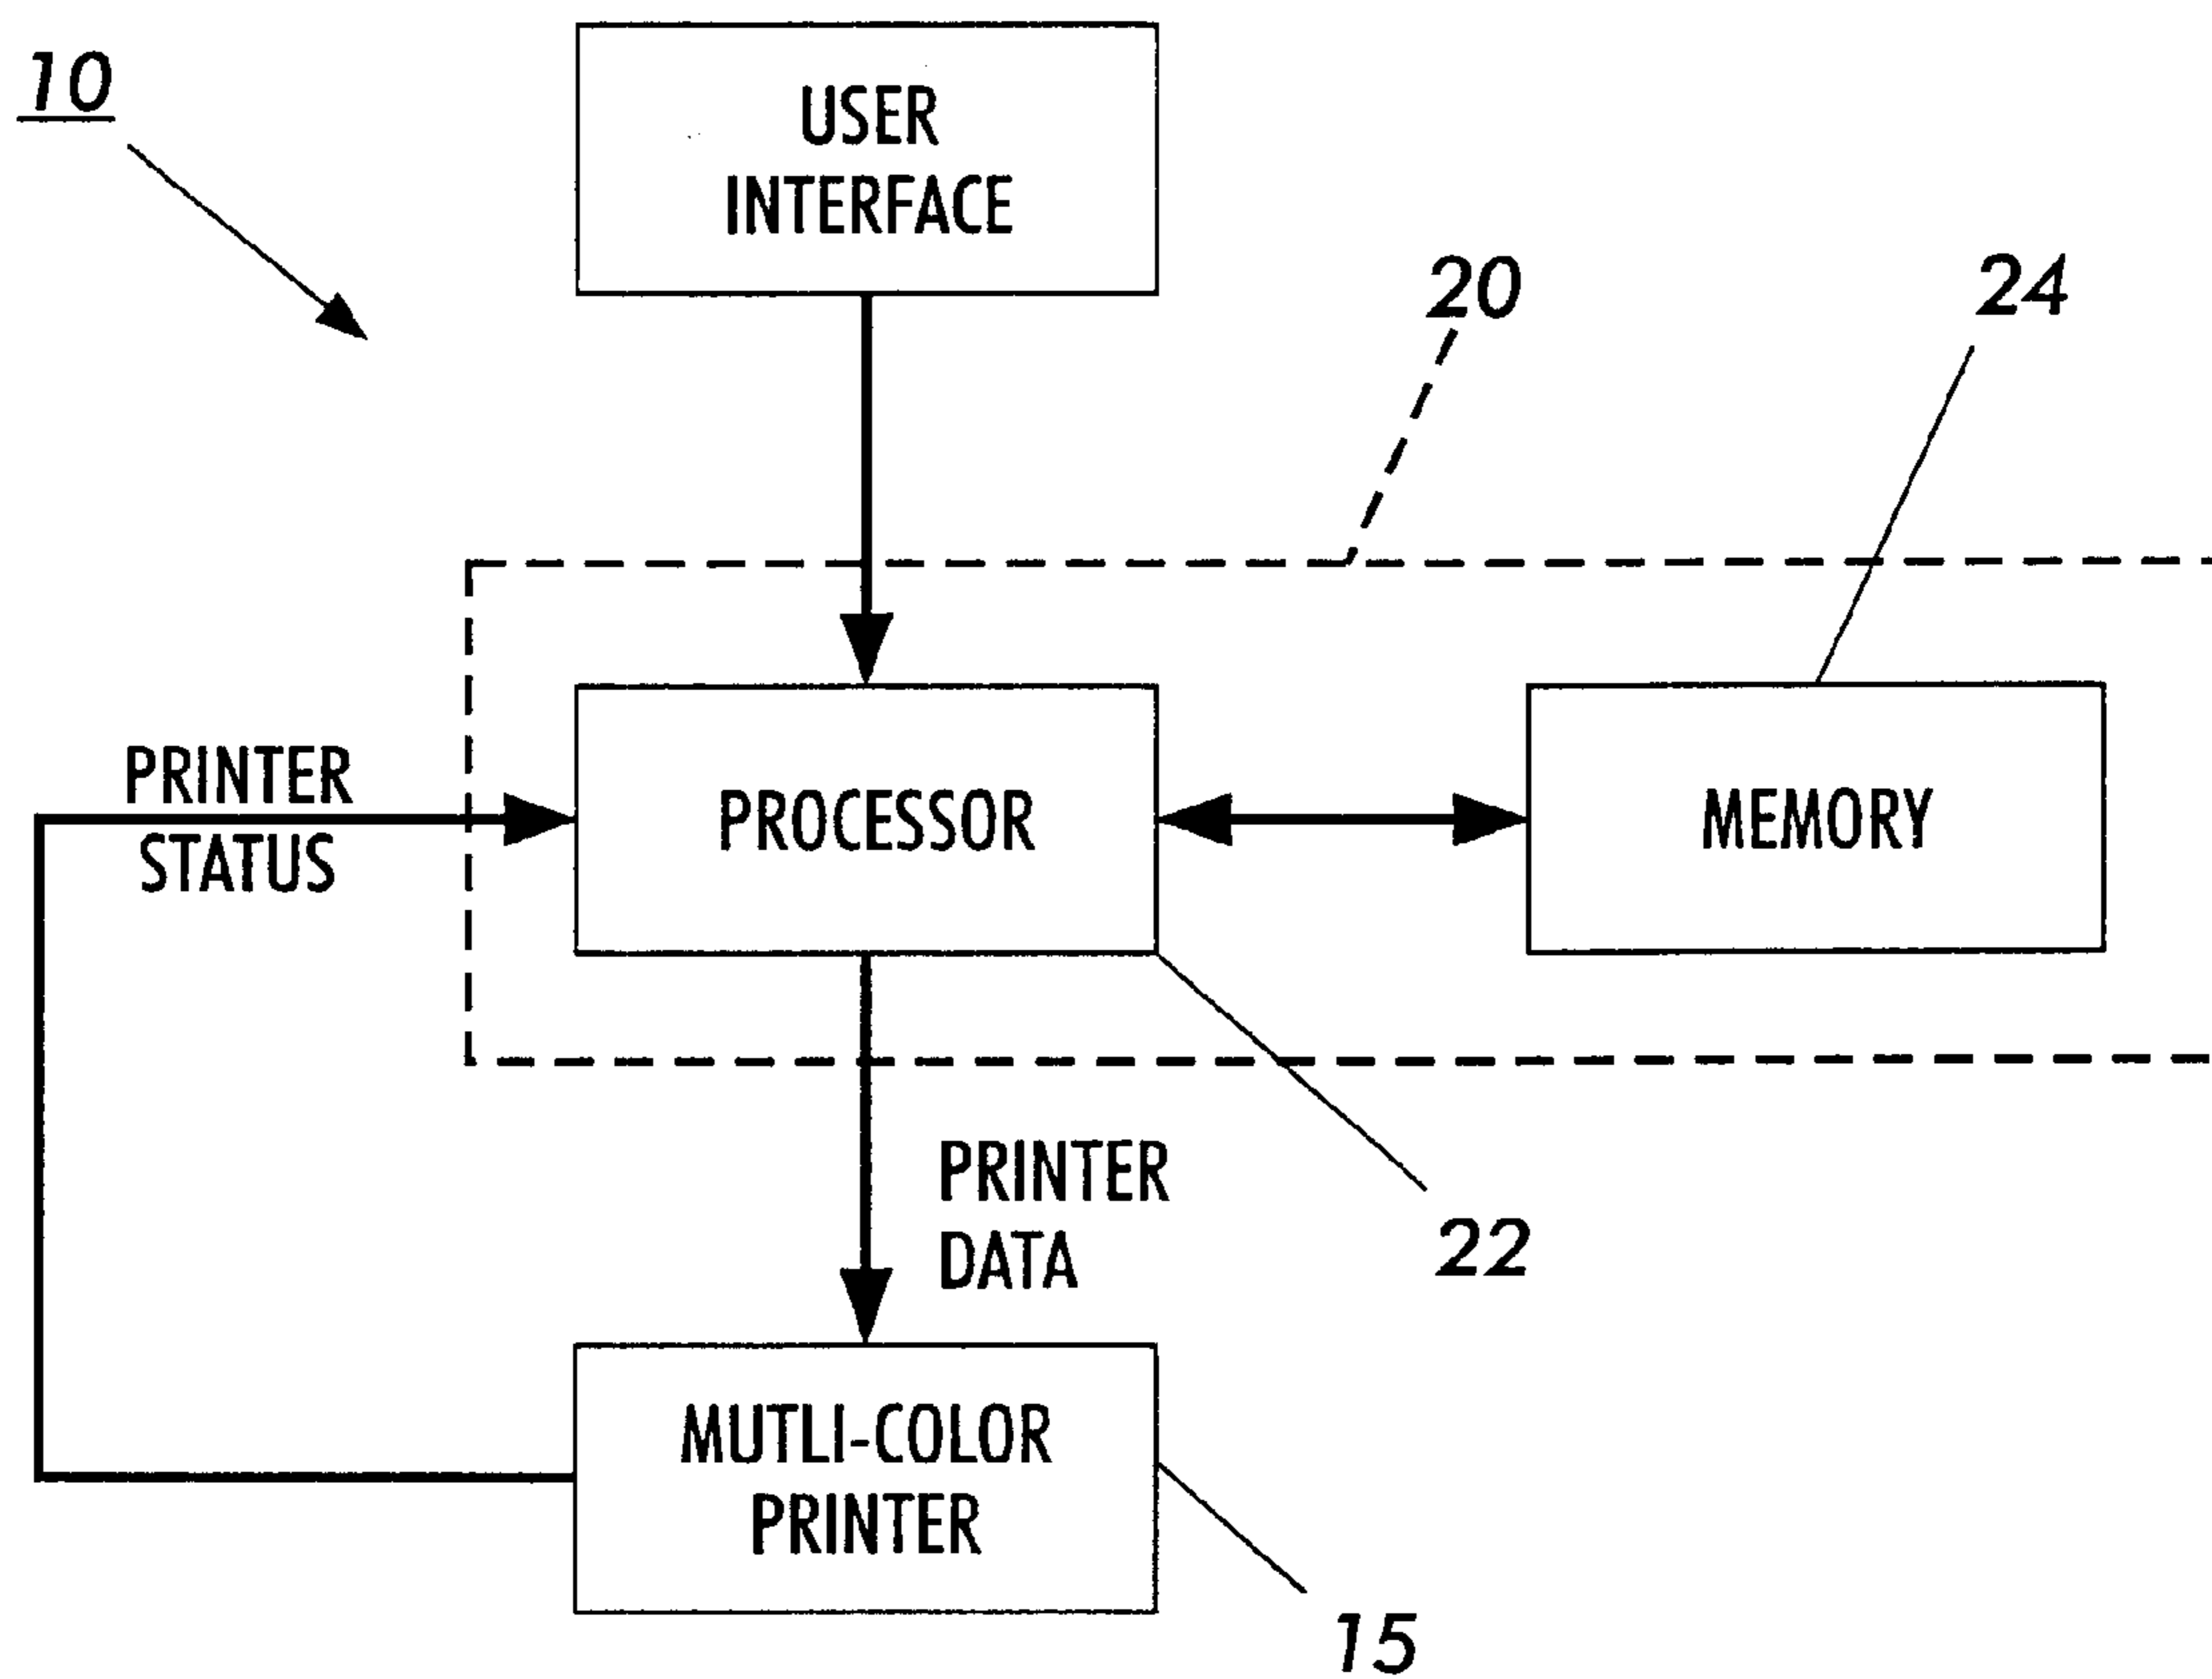 10
USER
INTERFACE
20
24
PRINTER
STATUS
PROCESSOR
MEMORY
PRINTER
DATA
22
MUTLI-COLOR
PRINTER
15